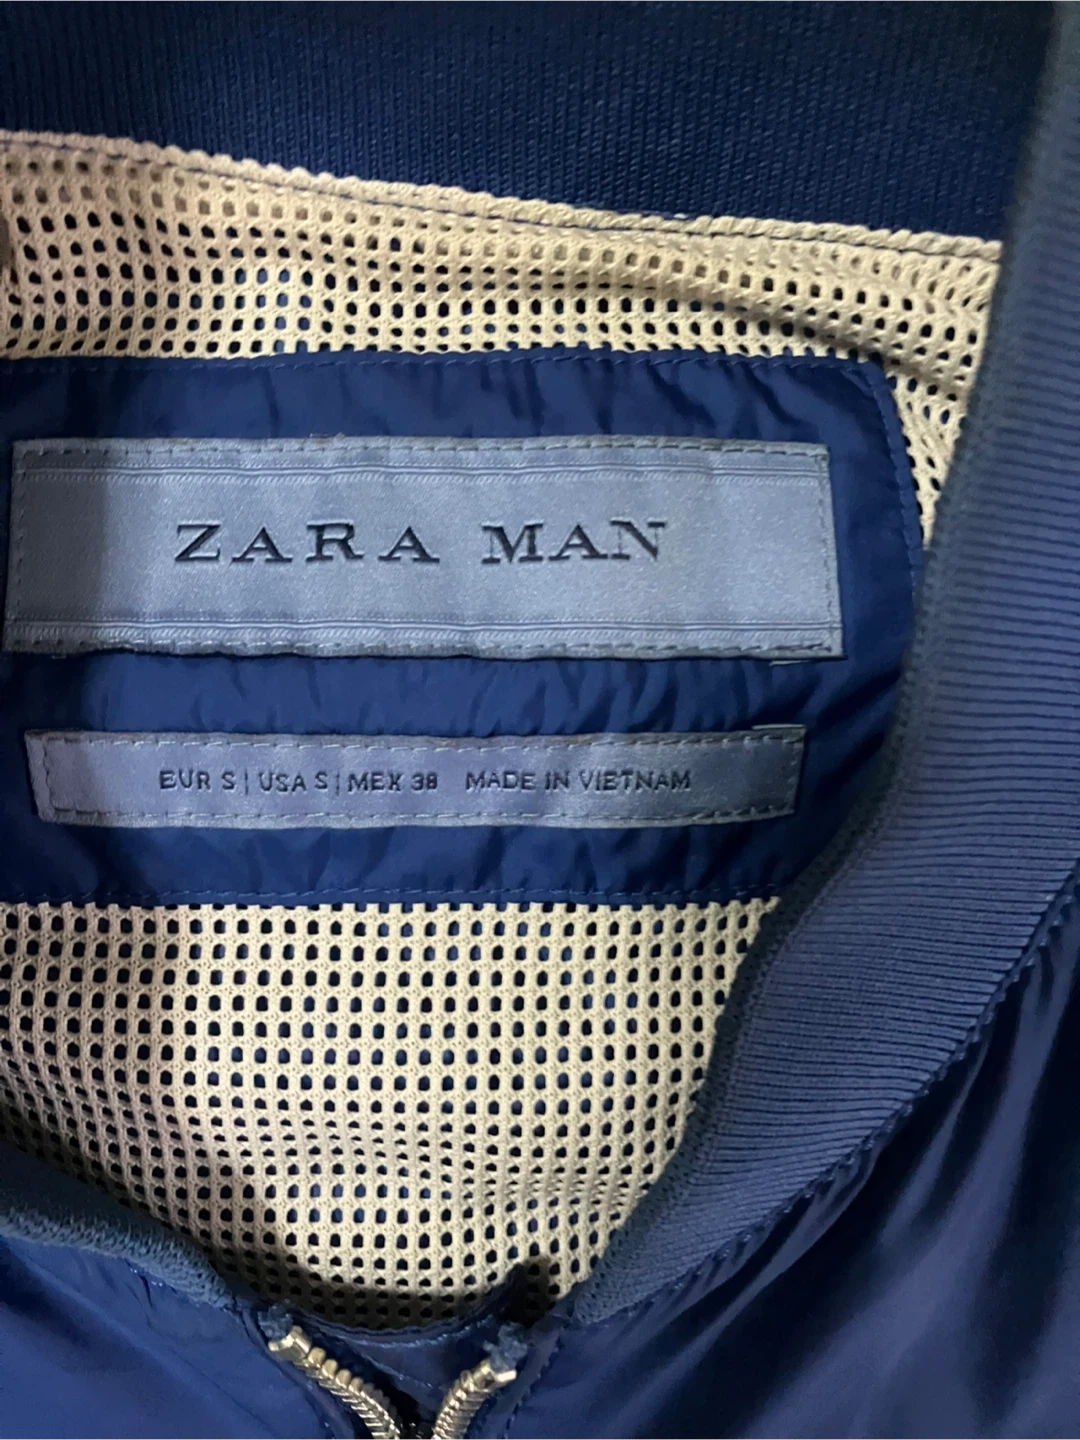 ZARA MAN
EUR S | USA S | MEX 38 MADE IN VIETNAM